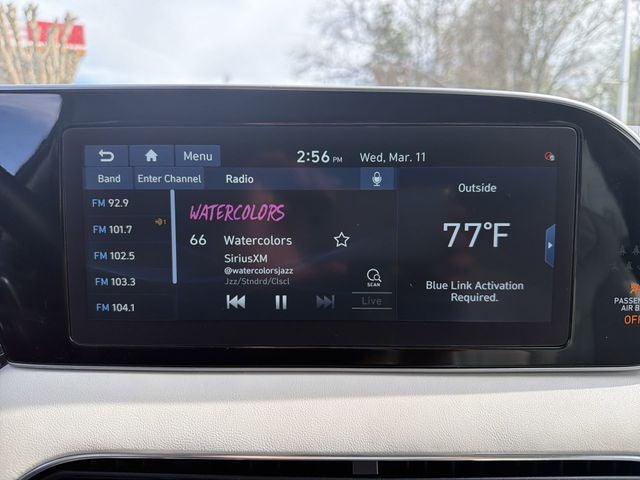 Menu
2:56 PM Wed, Mar. 11
Band Enter Channel Radio
FM 92.9
FM 101.7
FM 102.5
FM 103.3
FM 104.1
WATERCOLORS
66 Watercolors
SiriusXM
@watercolorsjazz
Jzz/Stndrd/Clscl
SCAN
Live
Outside
77°F
Blue Link Activation
Required.
PASSEN
AIR B
OFF